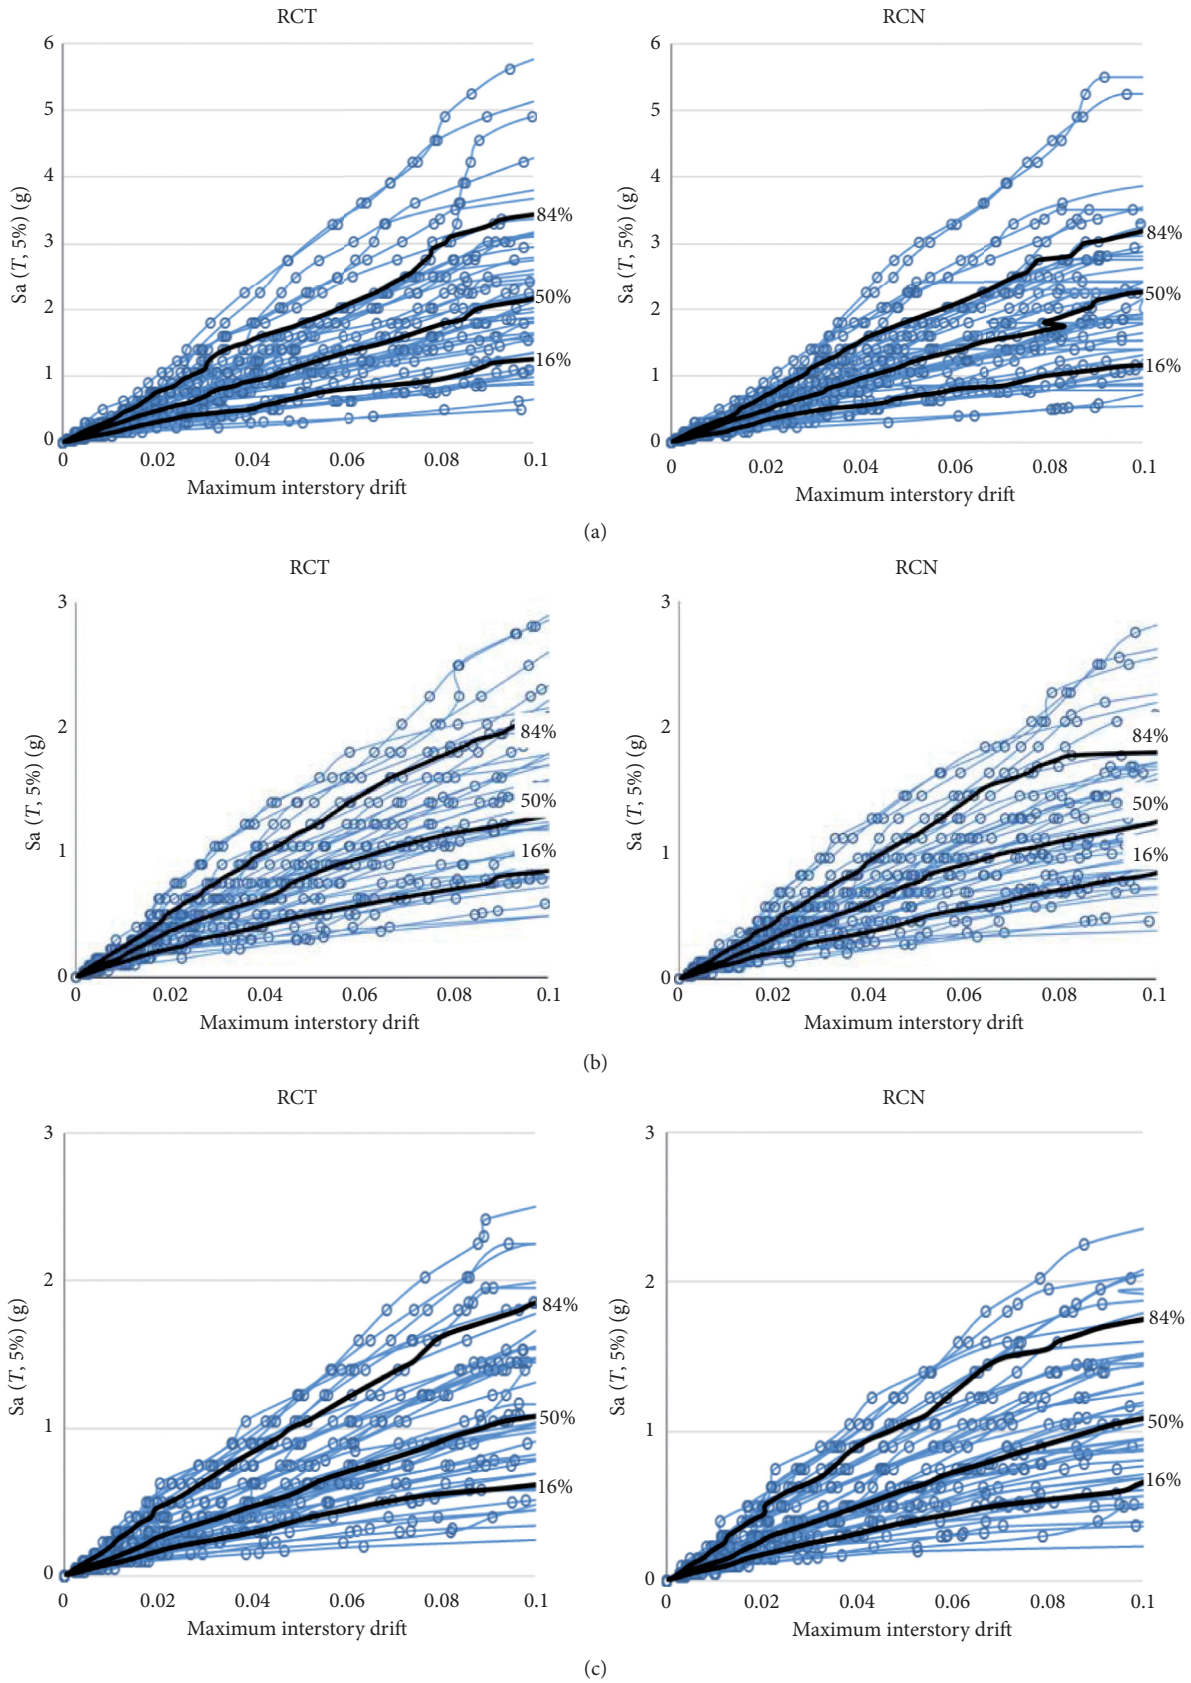 RCT
RCN
6
5
4
3
2
1
0
Sa (T, 5%) (g)
84%
50%
16%
0 0.02 0.04 0.06 0.08 0.1
Maximum interstory drift
6
5
4
3
2
1
0
Sa (T, 5%) (g)
84%
50%
16%
0 0.02 0.04 0.06 0.08 0.1
Maximum interstory drift
(a)
RCT
RCN
3
2
1
0
Sa (T, 5%) (g)
84%
50%
16%
0 0.02 0.04 0.06 0.08 0.1
Maximum interstory drift
3
2
1
0
Sa (T, 5%) (g)
84%
50%
16%
0 0.02 0.04 0.06 0.08 0.1
Maximum interstory drift
(b)
RCT
RCN
3
2
1
0
Sa (T, 5%) (g)
84%
50%
16%
0 0.02 0.04 0.06 0.08 0.1
Maximum interstory drift
3
2
1
0
Sa (T, 5%) (g)
84%
50%
16%
0 0.02 0.04 0.06 0.08 0.1
Maximum interstory drift
(c)